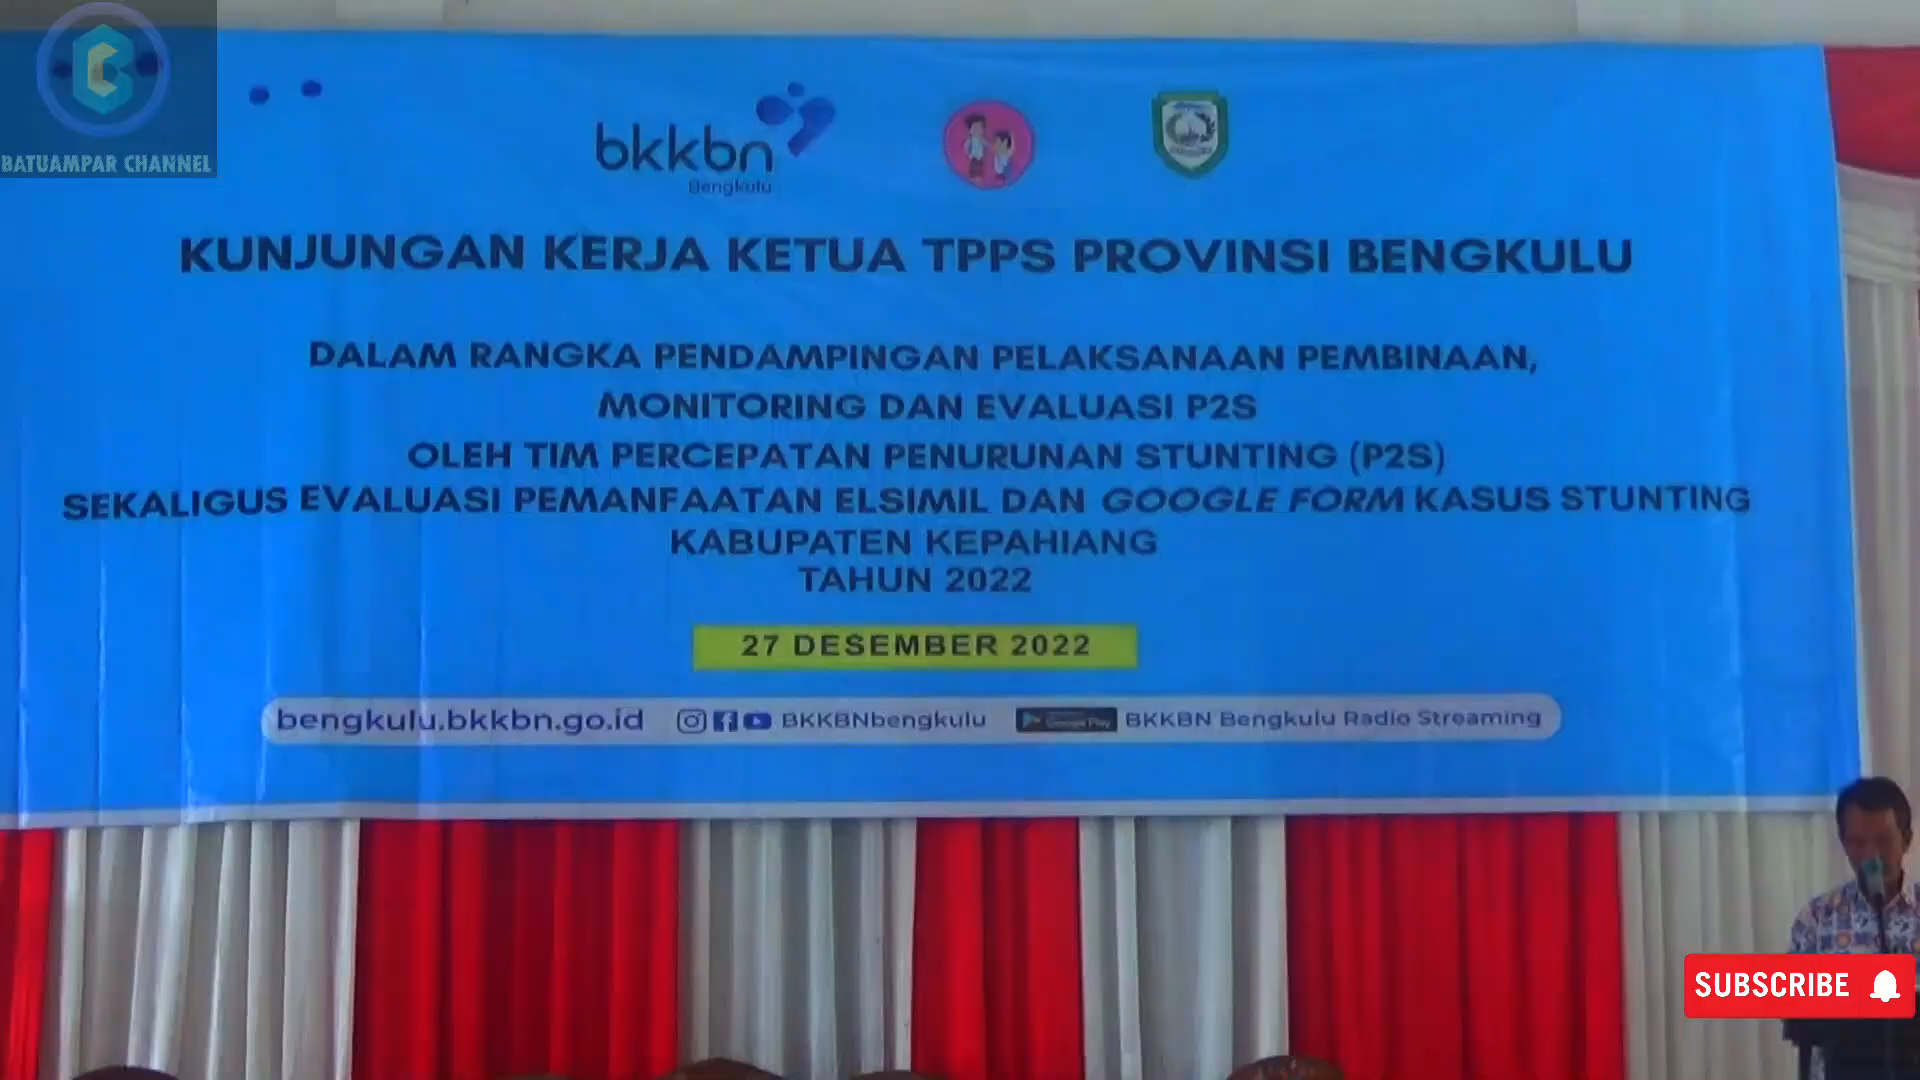 BATUAMPAR CHANNEL
bkkbn
Bengkulu
KUNJUNGAN KERJA KETUA TPPS PROVINSI BENGKULU
DALAM RANGKA PENDAMPINGAN PELAKSANAAN PEMBINAAN,
MONITORING DAN EVALUASI P2S
OLEH TIM PERCEPATAN PENURUNAN STUNTING (P2S)
SEKALIGUS EVALUASI PEMANFAATAN ELSIMIL DAN GOOGLE FORM KASUS STUNTING
KABUPATEN KEPAHIANG
TAHUN 2022
27 DESEMBER 2022
bengkulu.bkkbn.go.id BKKBNbengkulu Google Play BKKBN Bengkulu Radio Streaming
SUBSCRIBE